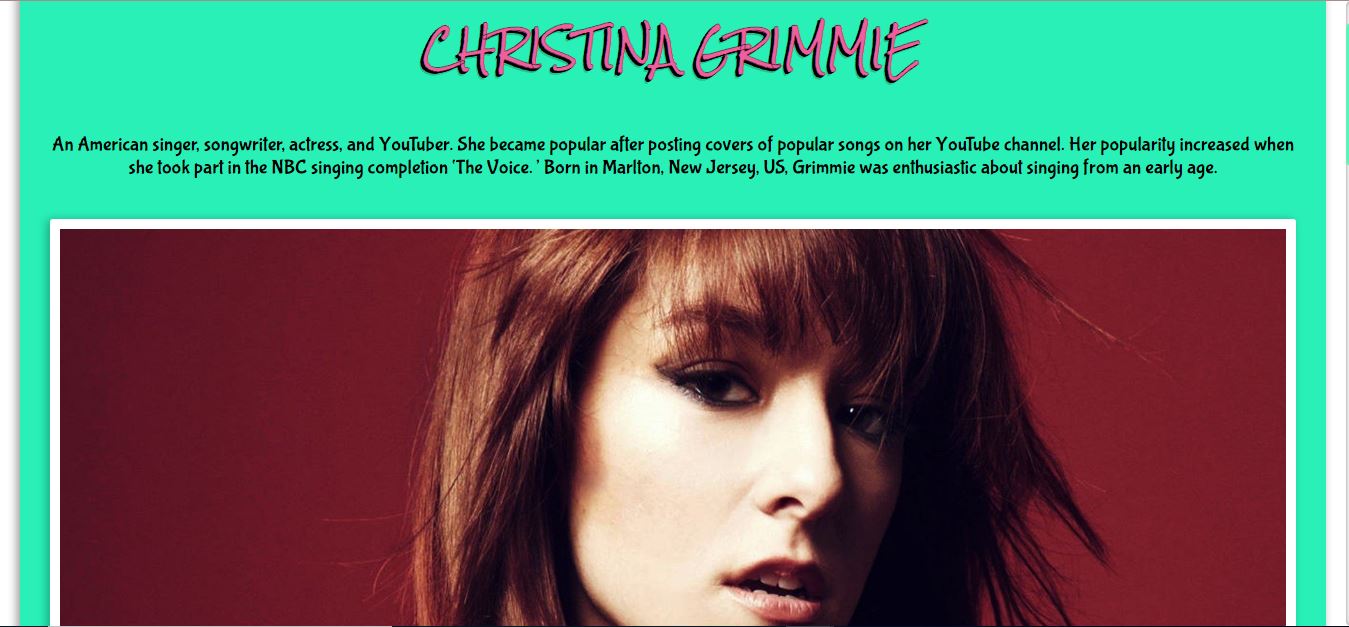 CHRISTINA GRIMMIE
An American singer, songwriter, actress, and YouTuber. She became popular after posting covers of popular songs on her YouTube channel. Her popularity increased when
she took part in the NBC singing completion ‘The Voice. ’ Born in Marlton, New Jersey, US, Grimmie was enthusiastic about singing from an early age.